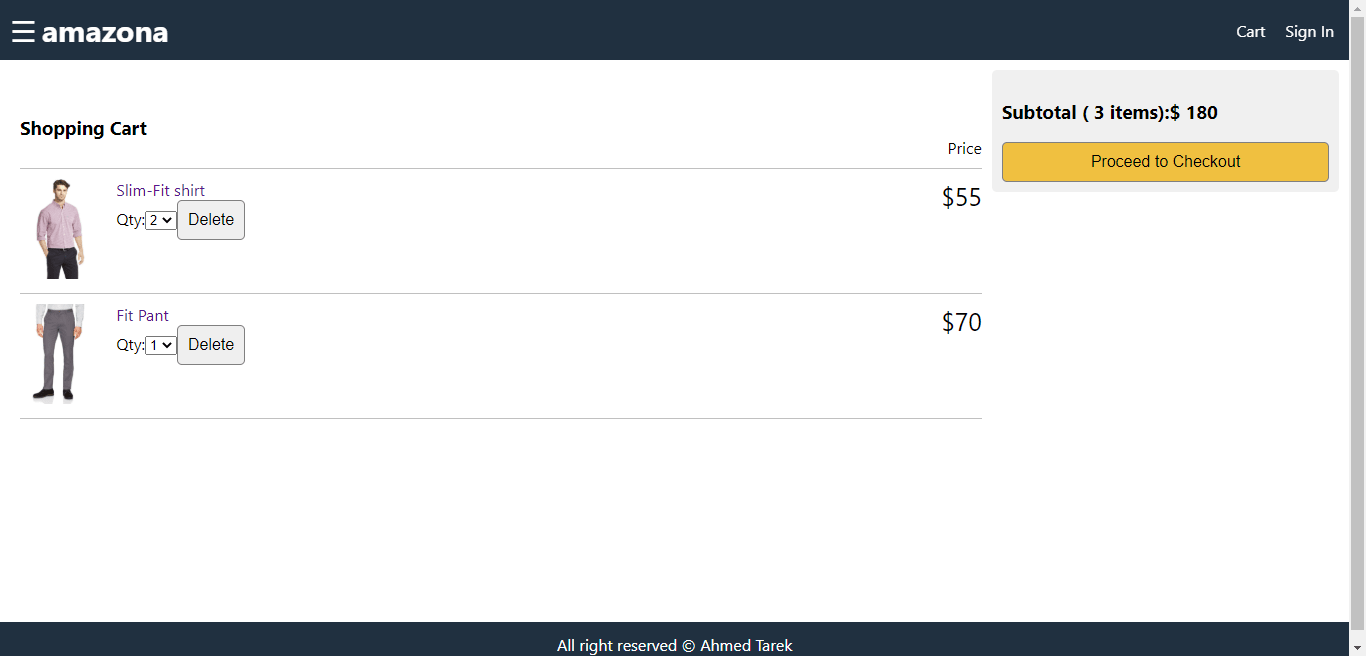 ☰ amazona
Cart Sign In
Shopping Cart
Price
Slim-Fit shirt
Qty: 2 Delete
$55
Fit Pant
Qty: 1 Delete
$70
Subtotal ( 3 items):$ 180
Proceed to Checkout
All right reserved © Ahmed Tarek